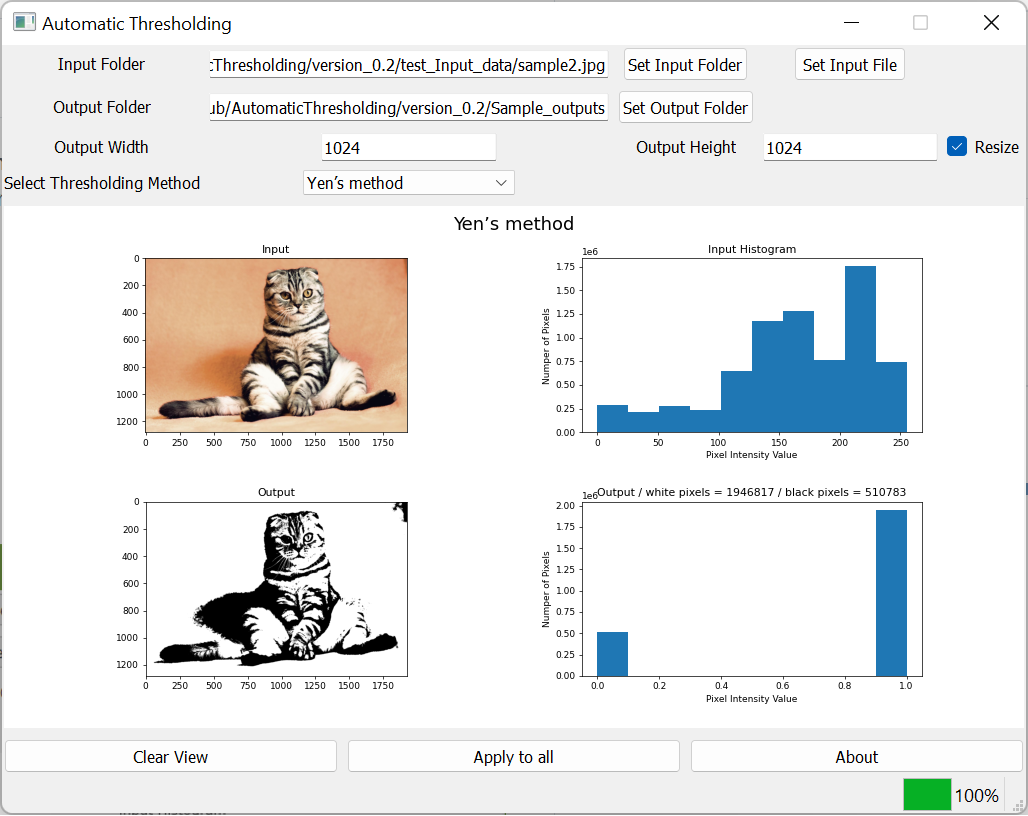 Automatic Thresholding
Input Folder :Thresholding/version_0.2/test_Input_data/sample2.jpg Set Input Folder Set Input File
Output Folder ub/AutomaticThresholding/version_0.2/Sample_outputs Set Output Folder
Output Width 1024 Output Height 1024 Resize
Select Thresholding Method Yen's method
Yen's method
Input
0
200
400
600
800
1000
1200
0 250 500 750 1000 1250 1500 1750
Input Histogram
1e6
1.75
1.50
1.25
1.00
0.75
0.50
0.25
0.00
Numper of Pixels
0 50 100 150 200 250
Pixel Intensity Value
Output
0
200
400
600
800
1000
1200
0 250 500 750 1000 1250 1500 1750
1e6 Output / white pixels = 1946817 / black pixels = 510783
2.00
1.75
1.50
1.25
1.00
0.75
0.50
0.25
0.00
Numper of Pixels
0.0 0.2 0.4 0.6 0.8 1.0
Pixel Intensity Value
Clear View Apply to all About
100%